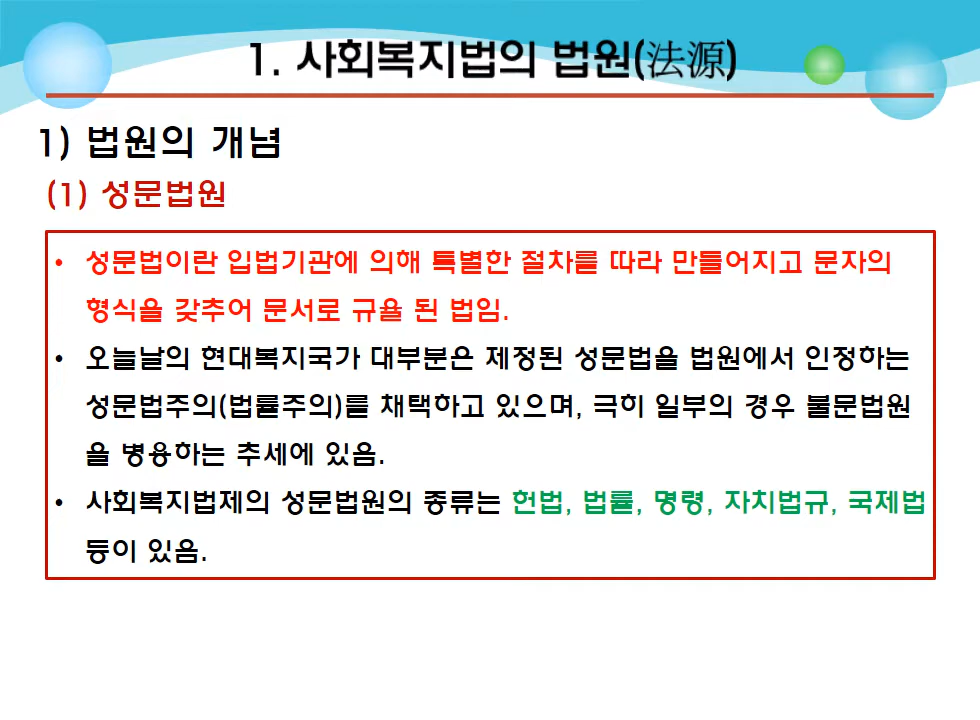 1. 사회복지법의 법원(法源)
1) 법원의 개념
(1) 성문법원
• 성문법이란 입법기관에 의해 특별한 절차를 따라 만들어지고 문자의
형식을 갖추어 문서로 규율 된 법임.
• 오늘날의 현대복지국가 대부분은 제정된 성문법을 법원에서 인정하는
성문법주의(법률주의)를 채택하고 있으며, 극히 일부의 경우 불문법원
을 병용하는 추세에 있음.
• 사회복지법제의 성문법원의 종류는 헌법, 법률, 명령, 자치법규, 국제법
등이 있음.